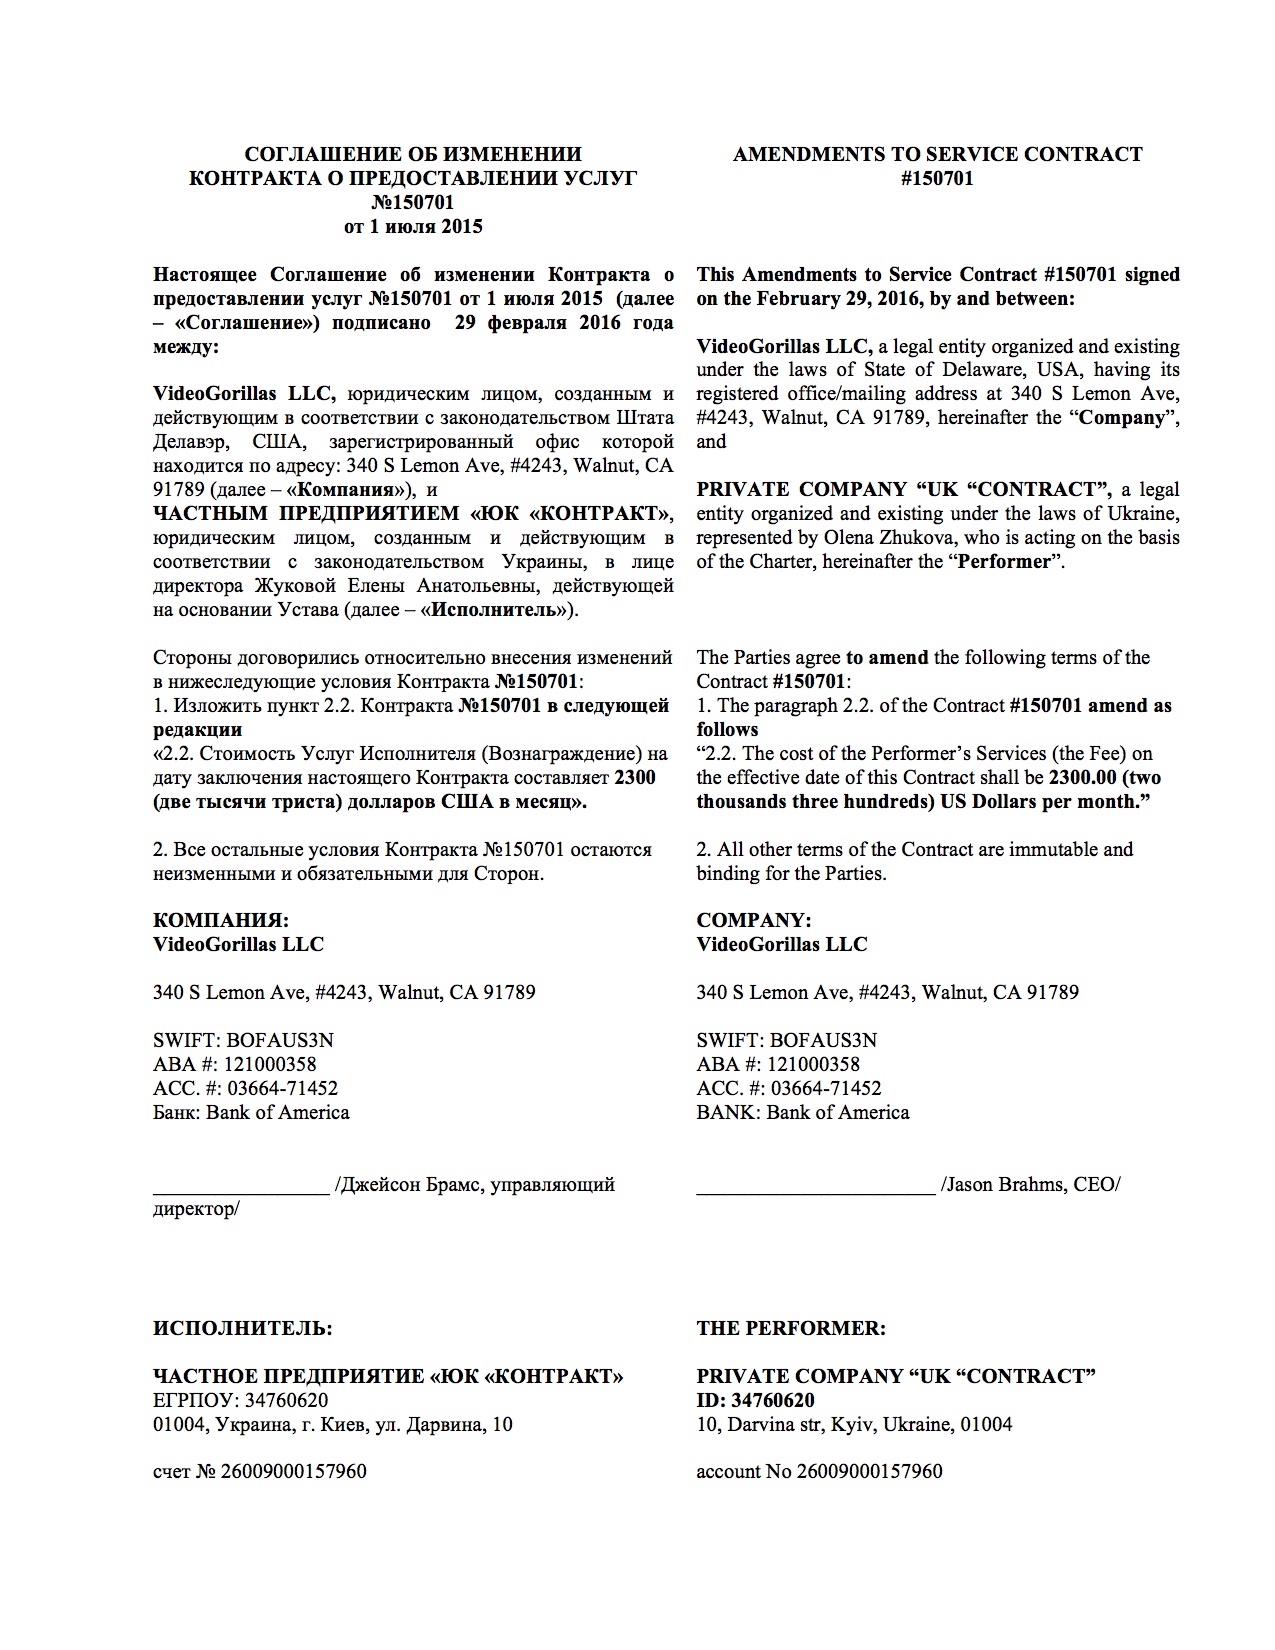 СОГЛАШЕНИЕ ОБ ИЗМЕНЕНИИ
КОНТРАКТА О ПРЕДОСТАВЛЕНИИ УСЛУГ
№150701
от 1 июля 2015
Настоящее Соглашение об изменении Контракта о
предоставлении услуг №150701 от 1 июля 2015 (далее
– «Соглашение») подписано 29 февраля 2016 года
между:
VideoGorillas LLC, юридическим лицом, созданным и
действующим в соответствии с законодательством Штата
Делавэр, США, зарегистрированный офис которой
находится по адресу: 340 S Lemon Ave, #4243, Walnut, CA
91789 (далее – «Компания»), и
ЧАСТНЫМ ПРЕДПРИЯТИЕМ «ЮК «КОНТРАКТ»,
юридическим лицом, созданным и действующим в
соответствии с законодательством Украины, в лице
директора Жуковой Елены Анатольевны, действующей
на основании Устава (далее – «Исполнитель»).
Стороны договорились относительно внесения изменений
в нижеследующие условия Контракта №150701:
1. Изложить пункт 2.2. Контракта №150701 в следующей
редакции
«2.2. Стоимость Услуг Исполнителя (Вознаграждение) на
дату заключения настоящего Контракта составляет 2300
(две тысячи триста) долларов США в месяц».
2. Все остальные условия Контракта №150701 остаются
неизменными и обязательными для Сторон.
КОМПАНИЯ:
VideoGorillas LLC
340 S Lemon Ave, #4243, Walnut, CA 91789
SWIFT: BOFAUS3N
ABA #: 121000358
ACC. #: 03664-71452
Банк: Bank of America
_________________ /Джейсон Брамс, управляющий
директор/
ИСПОЛНИТЕЛЬ:
ЧАСТНОЕ ПРЕДПРИЯТИЕ «ЮК «КОНТРАКТ»
ЕГРПОУ: 34760620
01004, Украина, г. Киев, ул. Дарвина, 10
счет № 26009000157960
AMENDMENTS TO SERVICE CONTRACT
#150701
This Amendments to Service Contract #150701 signed
on the February 29, 2016, by and between:
VideoGorillas LLC, a legal entity organized and existing
under the laws of State of Delaware, USA, having its
registered office/mailing address at 340 S Lemon Ave,
#4243, Walnut, CA 91789, hereinafter the “Company”,
and
PRIVATE COMPANY “UK “CONTRACT”, a legal
entity organized and existing under the laws of Ukraine,
represented by Olena Zhukova, who is acting on the basis
of the Charter, hereinafter the “Performer”.
The Parties agree to amend the following terms of the
Contract #150701:
1. The paragraph 2.2. of the Contract #150701 amend as
follows
“2.2. The cost of the Performer’s Services (the Fee) on
the effective date of this Contract shall be 2300.00 (two
thousands three hundreds) US Dollars per month.”
2. All other terms of the Contract are immutable and
binding for the Parties.
COMPANY:
VideoGorillas LLC
340 S Lemon Ave, #4243, Walnut, CA 91789
SWIFT: BOFAUS3N
ABA #: 121000358
ACC. #: 03664-71452
BANK: Bank of America
_______________________ /Jason Brahms, CEO/
THE PERFORMER:
PRIVATE COMPANY “UK “CONTRACT”
ID: 34760620
10, Darvina str, Kyiv, Ukraine, 01004
account No 26009000157960